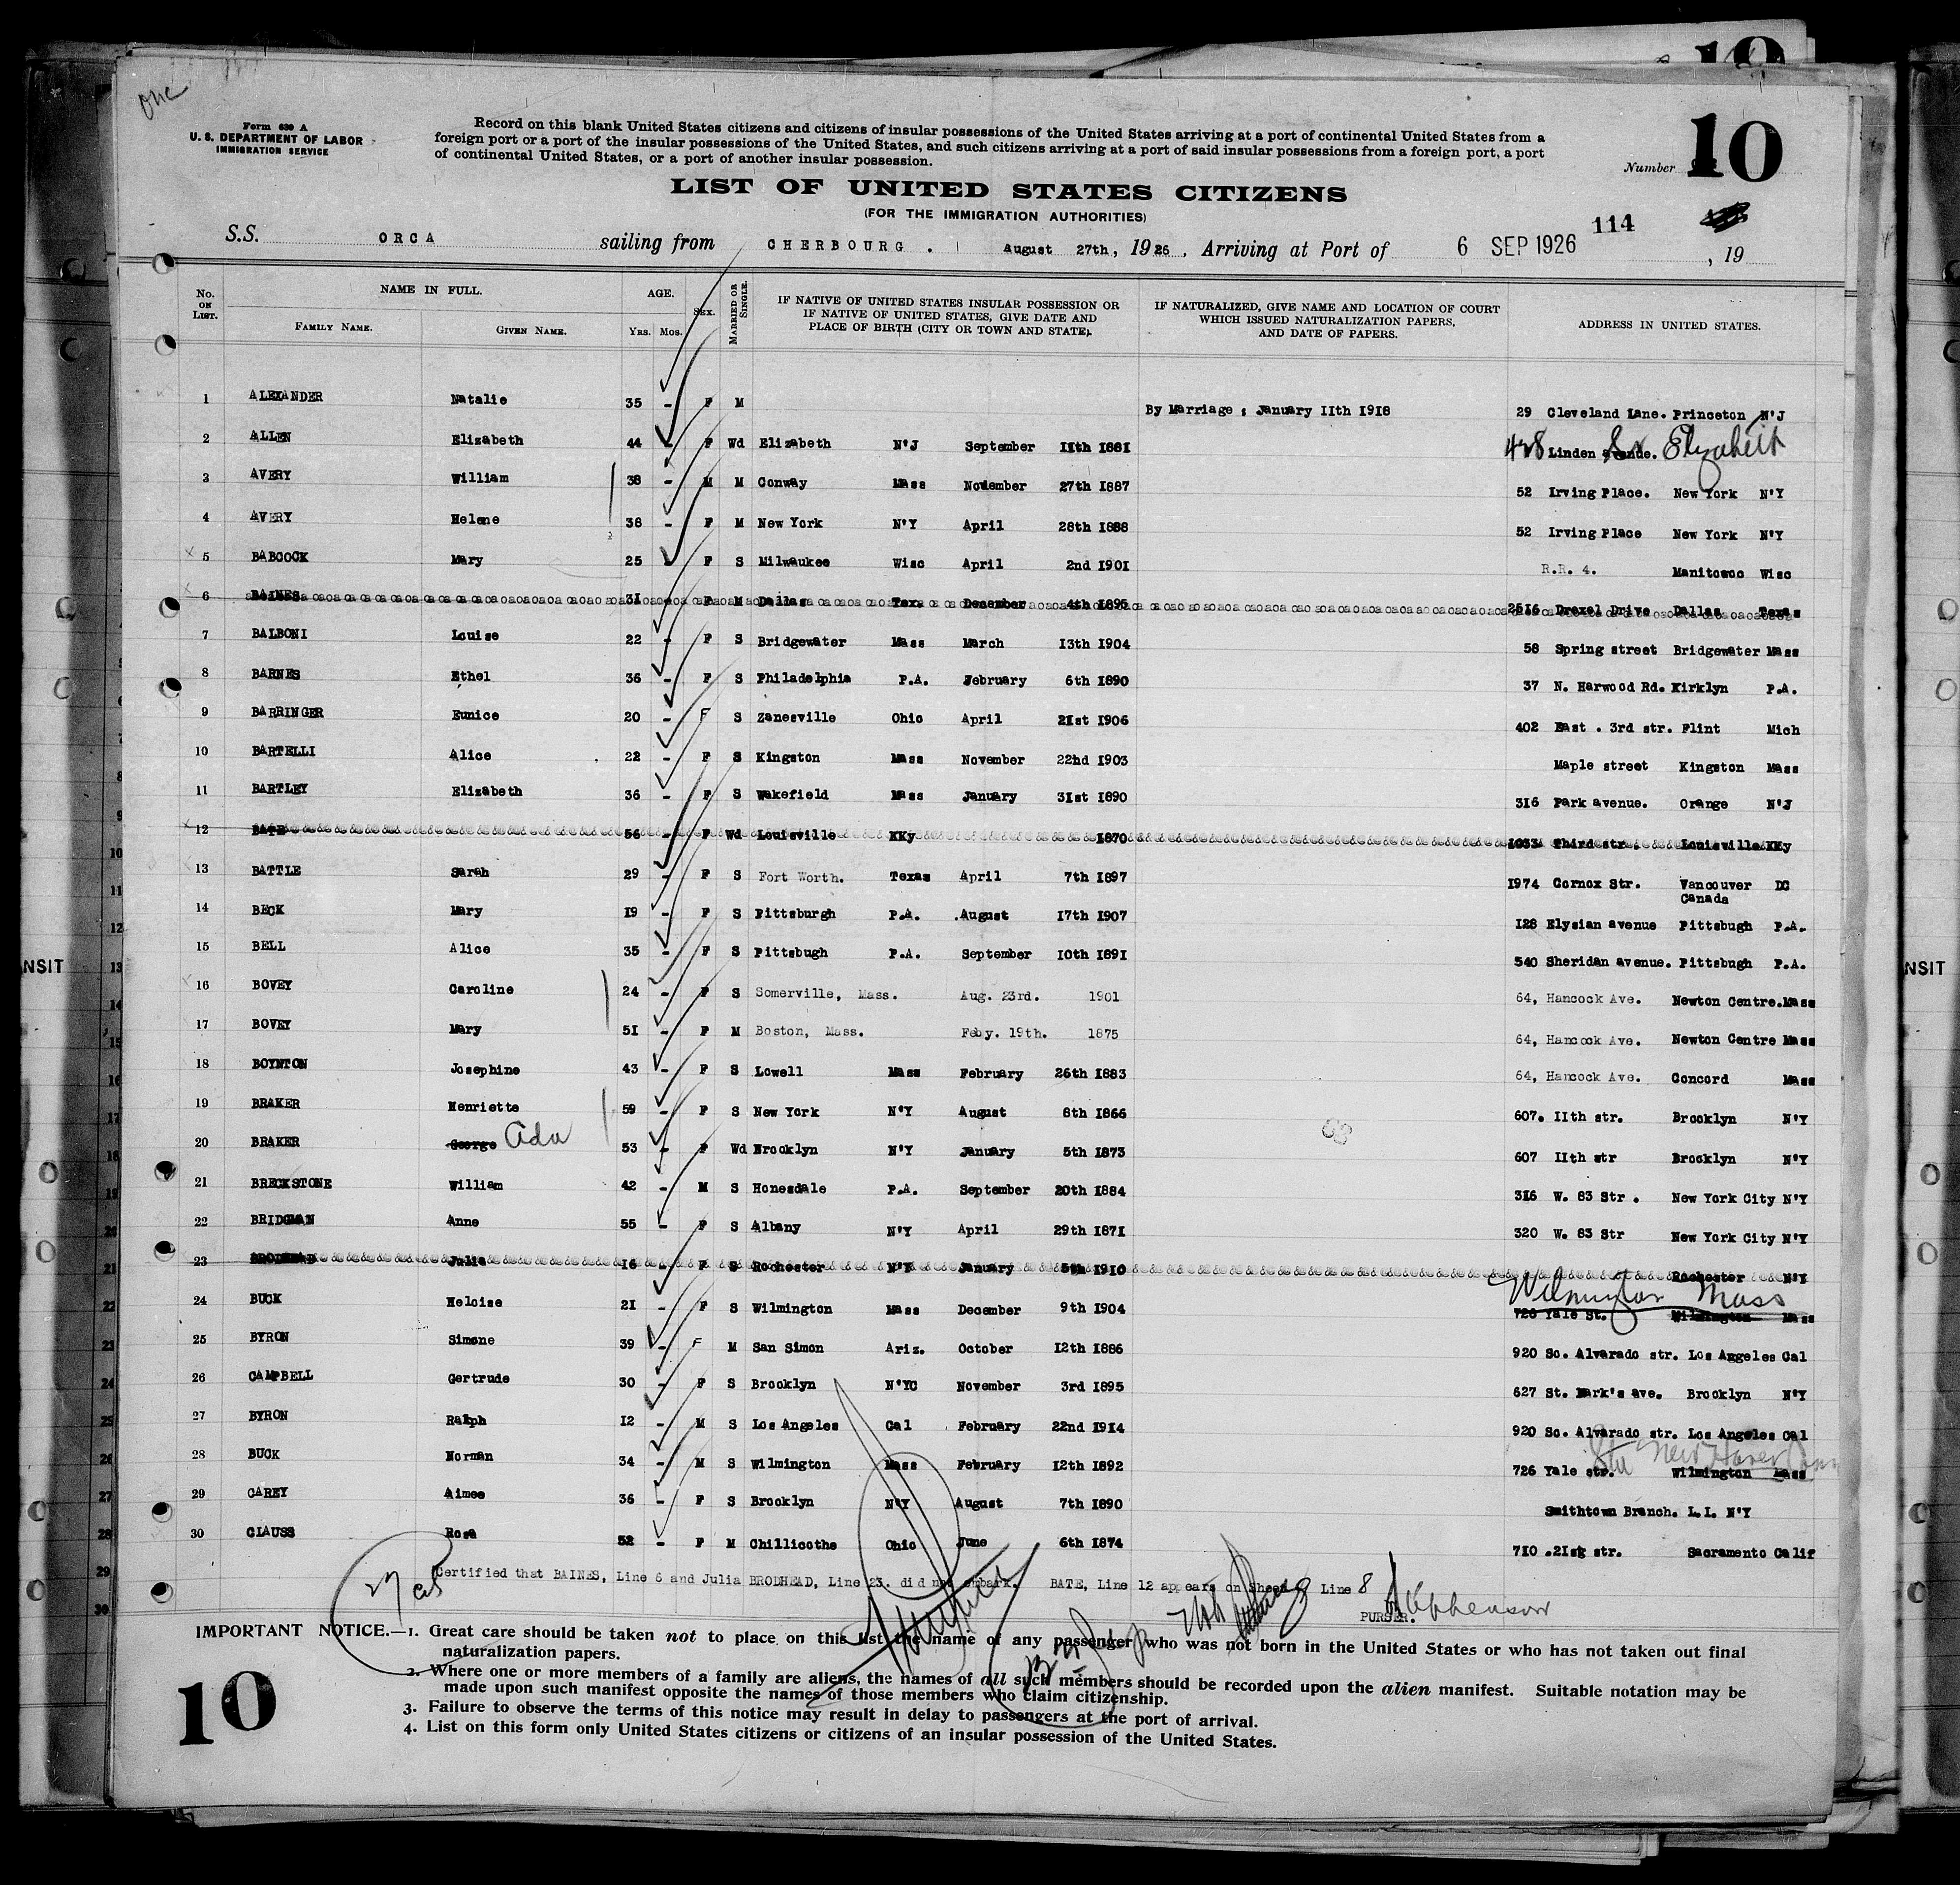 one
10
Form 630 A
U. S. DEPARTMENT OF LABOR
IMMIGRATION SERVICE
Record on this blank United States citizens and citizens of insular possessions of the United States arriving at a port of continental United States from a
foreign port or a port of the insular possessions of the United States, and such citizens arriving at a port of said insular possessions from a foreign port, a port
of continental United States, or a port of another insular possession.
Number 10
LIST OF UNITED STATES CITIZENS
(FOR THE IMMIGRATION AUTHORITIES)
114
S.S. ORCA sailing from CHERBOURG . August 27th, 1926. Arriving at Port of 6 SEP 1926 , 19
No. ON LIST. NAME IN FULL. FAMILY NAME. GIVEN NAME. AGE. YRS. MOS. SEX. MARRIED OR SINGLE. IF NATIVE OF UNITED STATES INSULAR POSSESSION OR IF NATIVE OF UNITED STATES, GIVE DATE AND PLACE OF BIRTH (CITY OR TOWN AND STATE). IF NATURALIZED, GIVE NAME AND LOCATION OF COURT WHICH ISSUED NATURALIZATION PAPERS, AND DATE OF PAPERS. ADDRESS IN UNITED STATES.
1 ALEXANDER Natalie 35 - F M By Marriage : January 11th 1918 29 Cleveland Lane. Princeton N'J
2 ALLEN Elizabeth 44 - F Wd Elizabeth N'J September 11th 1881 428 Linden avenue. Elizabeth
3 AVERY William 38 - M M Conway Mass November 27th 1887 52 Irving Place. New York N'Y
4 AVERY Helene 38 - F M New York N'Y April 28th 1888 52 Irving Place New York N'Y
5 BABCOCK Mary 25 F S Milwaukee Wisc April 2nd 1901 R.R. 4. Manitowoc Wisc
6 BAINES 31 F M Dallas Texa December 4th 1895 2516 Drexel Drive Dallas Texas
7 BALBONI Louise 22 - F S Bridgewater Mass March 13th 1904 58 Spring street Bridgewater Mass
8 BARNES Ethel 36 - F S Philadelphia P.A. February 6th 1890 37 N. Harwood Rd. Kirklyn P.A.
9 BARRINGER Eunice 20 - F S Zanesville Ohio April 21st 1906 402 East . 3rd str. Flint Mich
10 BARTELLI Alice 22 - F S Kingston Mass November 22nd 1903 Maple street Kingston Mass
11 BARTLEY Elizabeth 36 - F S Wakefield Mass January 31st 1890 316 Park avenue. Orange N'J
12 BATE 56 - F Wd Louisville KKy 1870 1033 Third str. Louisville KKy
13 BATTLE Sarah 29 - F S Fort Worth. Texas April 7th 1897 1974 Cornox Str. Vancouver DC
Canada
14 BECK Mary 19 - F S Pittsburgh P.A. August 17th 1907 128 Elysian avenue Pittsbugh P.A.
15 BELL Alice 35 - F S Pittsbugh P.A. September 10th 1891 540 Sheridan avenue. Pittsbugh P.A.
16 BOVEY Caroline 24 - F S Somerville, Mass. Aug. 23rd. 1901 64, Hancock Ave. Newton Centre.Mass
17 BOVEY Mary 51 - F M Boston, Mass. Feby. 19th. 1875 64, Hancock Ave. Newton Centre Mass
18 BOYNTON Josephine 43 - F S Lowell Mass February 26th 1883 64, Hancock Ave. Concord Mass
19 BRAKER Henriette 59 - F S New York N'Y August 8th 1866 607. 11th str. Brooklyn N'Y
20 BRAKER George Ada 53 - F Wd Brooklyn N'Y January 5th 1873 607 11th str Brooklyn N'Y
21 BRECKSTONE William 42 - M S Honesdale P.A. September 20th 1884 316 W. 83 Str . New York City N'Y
22 BRIDGMAN Anne 55 - F S Albany N'Y April 29th 1871 320 W. 83 Str New York City N'Y
23 BRODHEAD Julia 16 - F S Rochester N'Y January 5th 1910 Rochester N'Y
Wilmington Mass
24 BUCK Heloise 21 - F S Wilmington Mass December 9th 1904 726 Yale St. Wilmington Mass
25 BYRON Simone 39 - F M San Simon Ariz. October 12th 1886 920 So. Alvarado str. Los Angeles Cal
26 CAMPBELL Gertrude 30 - F S Brooklyn N'YC November 3rd 1895 627 St. Mark's ave. Brooklyn N'Y
27 BYRON Ralph 12 - M S Los Angeles Cal February 22nd 1914 920 So. Alvarado str. Los Angeles Cal
New Haven Conn
28 BUCK Norman 34 - M S Wilmington Mass February 12th 1892 726 Yale str. Wilmington Mass
29 CAREY Aimee 36 - F S Brooklyn N'Y August 7th 1890 Smithtown Branch. L.I. N'Y
30 CLAUSS Rosa 52 - F M Chillicothe Ohio June 6th 1874 710 .21st str. Sacramento Calif
27
Certified that BAINES, Line 6 and Julia BRODHEAD, Line 23. did not embark. BATE, Line 12 appears on Sheet Line 8
Stephenson
PURSER.
IMPORTANT NOTICE.—1. Great care should be taken not to place on this list the name of any passenger who was not born in the United States or who has not taken out final
naturalization papers.
2. Where one or more members of a family are aliens, the names of all such members should be recorded upon the alien manifest. Suitable notation may be
made upon such manifest opposite the names of those members who claim citizenship.
3. Failure to observe the terms of this notice may result in delay to passengers at the port of arrival.
4. List on this form only United States citizens or citizens of an insular possession of the United States.
10
NSIT
NSIT